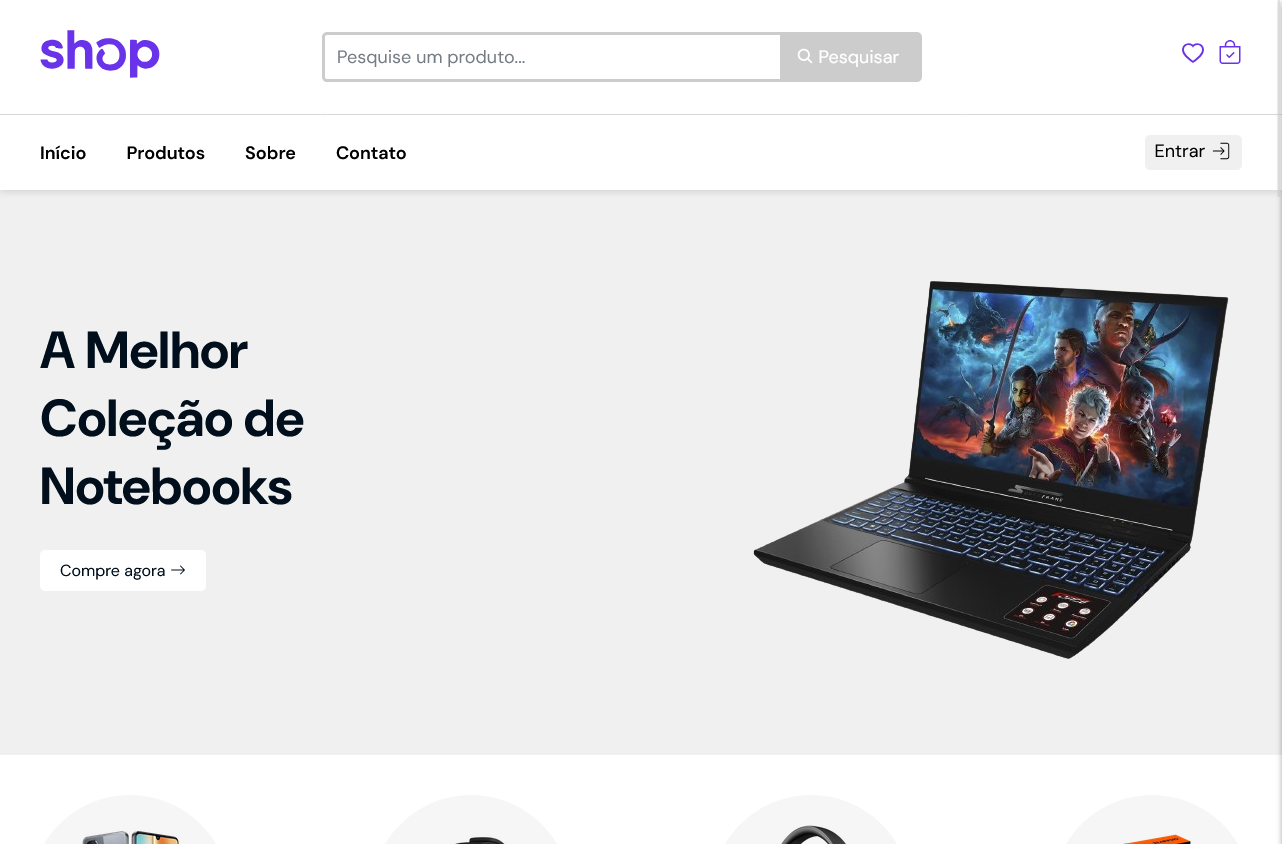 shop
Pesquise um produto...
Pesquisar
Início
Produtos
Sobre
Contato
Entrar
A Melhor
Coleção de
Notebooks
Compre agora